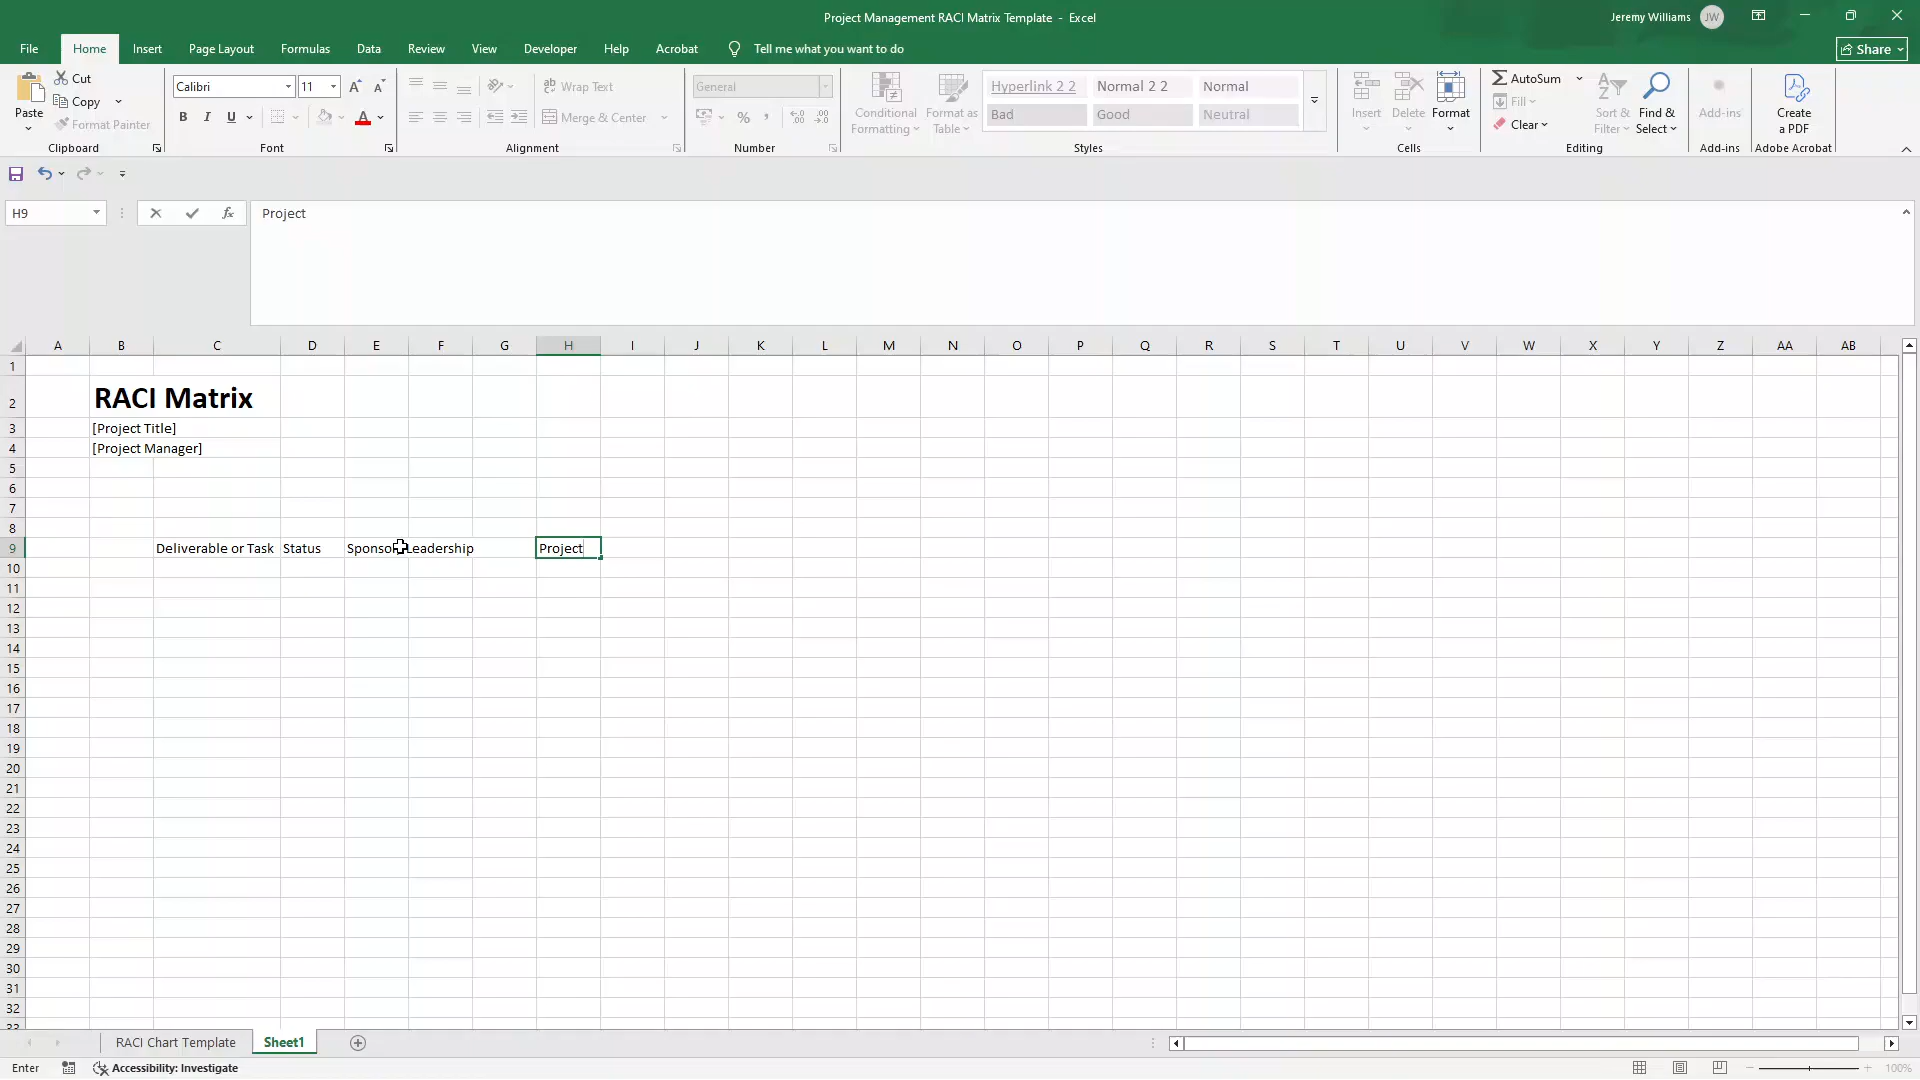 Project Management RACI Matrix Template - Excel
Jeremy Williams JW
File Home Insert Page Layout Formulas Data Review View Developer Help Acrobat Tell me what you want to do Share
Paste
Cut
Copy
Format Painter
Clipboard
Calibri 11
A A
B I U A
Font
ab Wrap Text
Merge & Center
Alignment
General
% ,
Number
Conditional Formatting
Format as Table
Hyperlink 2 2 Normal 2 2 Normal
Bad Good Neutral
Styles
Insert Delete Format
Cells
AutoSum
Fill
Clear
Sort & Filter
Find & Select
Editing
Add-ins
Add-ins
Create a PDF
Adobe Acrobat
H9 fx Project
A B C D E F G H I J K L M N O P Q R S T U V W X Y Z AA AB
1
2 RACI Matrix
3 [Project Title]
4 [Project Manager]
5
6
7
8
9 Deliverable or Task Status Sponso Leadership Project
10
11
12
13
14
15
16
17
18
19
20
21
22
23
24
25
26
27
28
29
30
31
32
33
RACI Chart Template Sheet1
Enter Accessibility: Investigate 100%